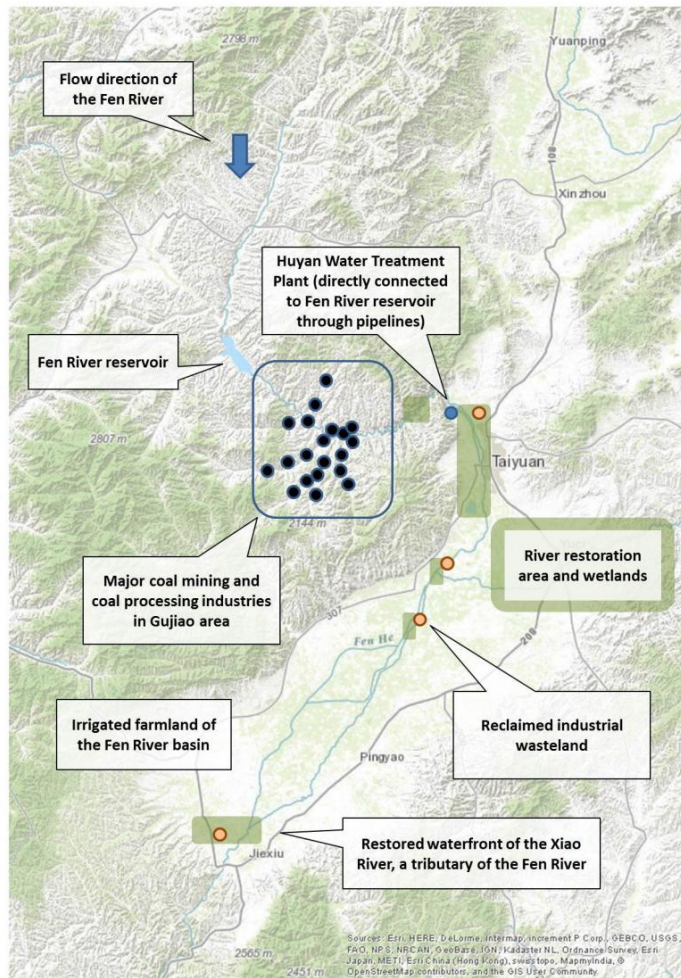 2798 m
Yuanping
Flow direction of
the Fen River
108
Xinzhou
Huyan Water Treatment
Plant (directly connected
to Fen River reservoir
through pipelines)
Fen River reservoir
2807 m
Taiyuan
2144 m
River restoration
area and wetlands
Major coal mining and
coal processing industries
in Gujiao area
307
208
Fen He
Irrigated farmland of
the Fen River basin
Reclaimed industrial
wasteland
Pingyao
Restored waterfront of the Xiao
River, a tributary of the Fen River
Jiexiu
2565 m
2451 m
Sources: Esri, HERE, DeLorme, Intermap, increment P Corp., GEBCO, USGS,
FAO, NPS, NRCAN, GeoBase, IGN, Kadaster NL, Ordnance Survey, Esri
Japan, METI, Esri China (Hong Kong), swisstopo, MapmyIndia, ©
OpenStreetMap contributors, and the GIS User Community